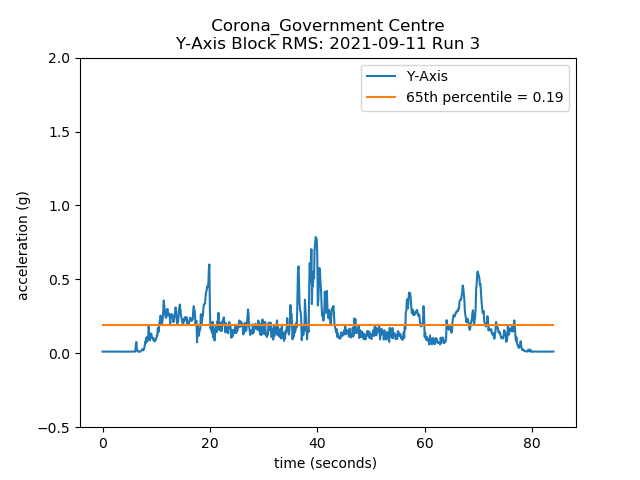 Corona_Government Centre
Y-Axis Block RMS: 2021-09-11 Run 3
Y-Axis
65th percentile = 0.19
2.0
1.5
1.0
0.5
0.0
−0.5
acceleration (g)
0 20 40 60 80
time (seconds)